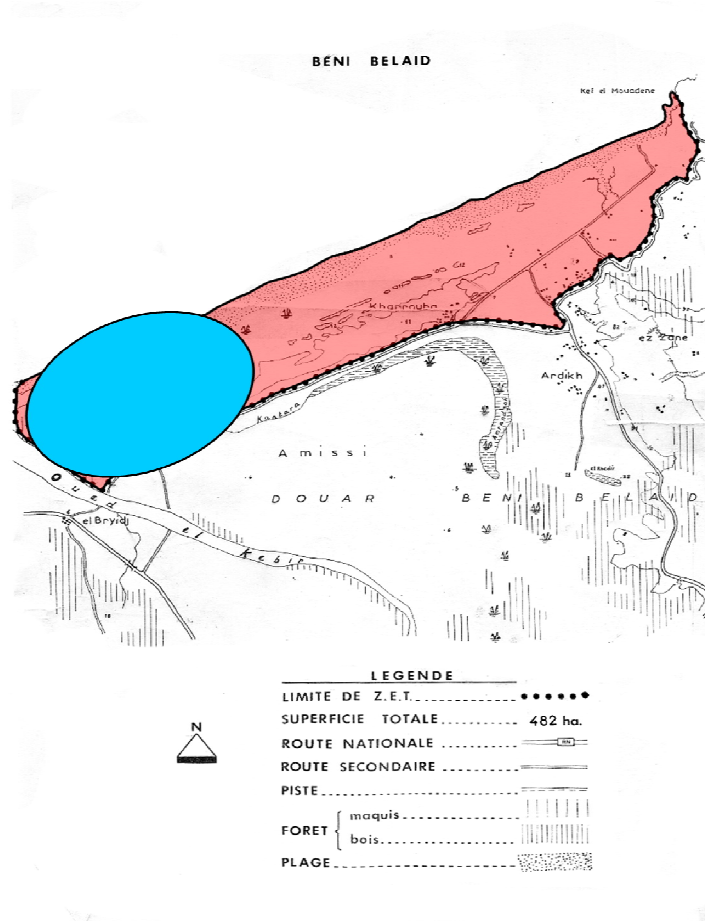 BENI BELAID
Kef el Mouadene
Kharrouba
ez Zane
Ardikh
Kantara
Amissi
DOUAR BENI BELAID
Oued el Kebir
el Bryidj
LEGENDE
LIMITE DE Z.E.T.
SUPERFICIE TOTALE 482 ha.
N
ROUTE NATIONALE RN
ROUTE SECONDAIRE
PISTE
FORET maquis
bois
PLAGE